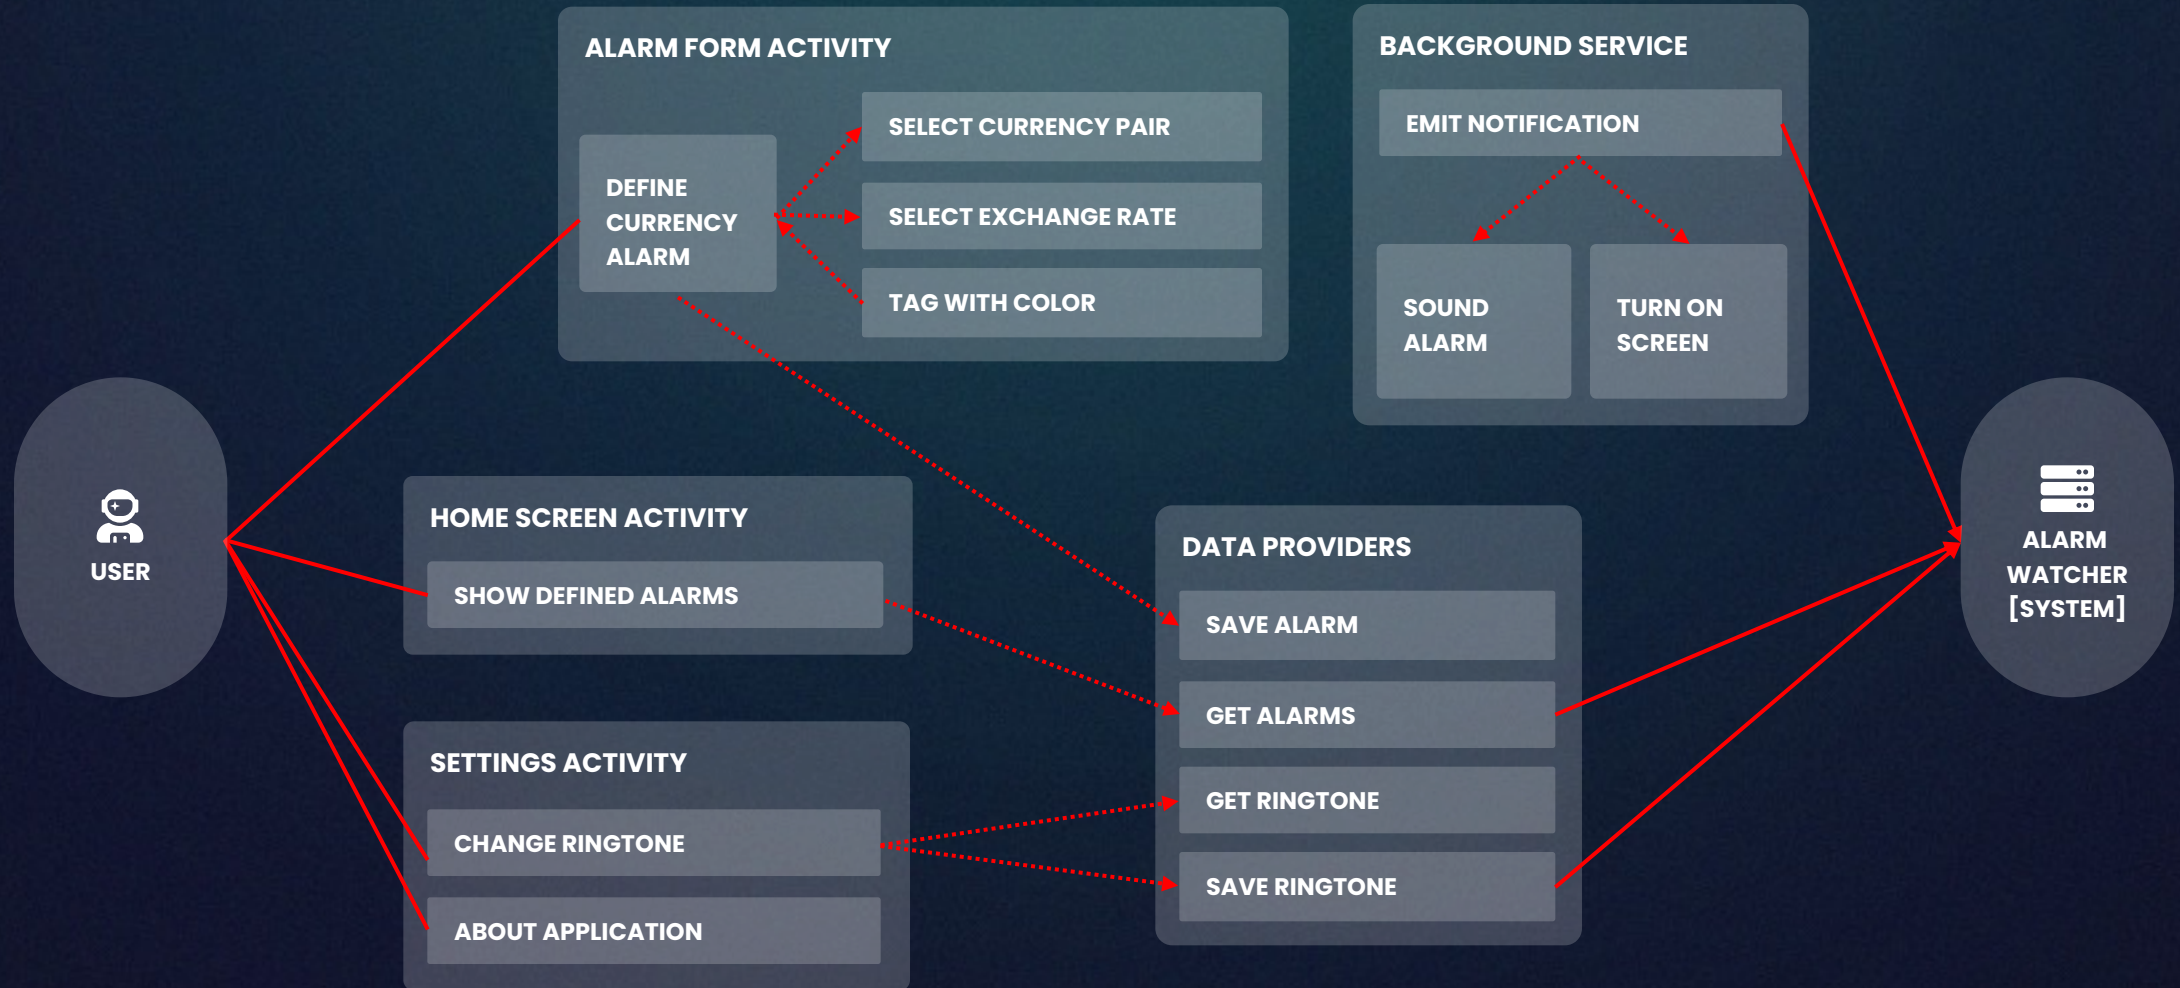 ALARM FORM ACTIVITY
DEFINE
CURRENCY
ALARM
SELECT CURRENCY PAIR
SELECT EXCHANGE RATE
TAG WITH COLOR
BACKGROUND SERVICE
EMIT NOTIFICATION
SOUND
ALARM
TURN ON
SCREEN
USER
HOME SCREEN ACTIVITY
SHOW DEFINED ALARMS
SETTINGS ACTIVITY
CHANGE RINGTONE
ABOUT APPLICATION
DATA PROVIDERS
SAVE ALARM
GET ALARMS
GET RINGTONE
SAVE RINGTONE
ALARM
WATCHER
[SYSTEM]